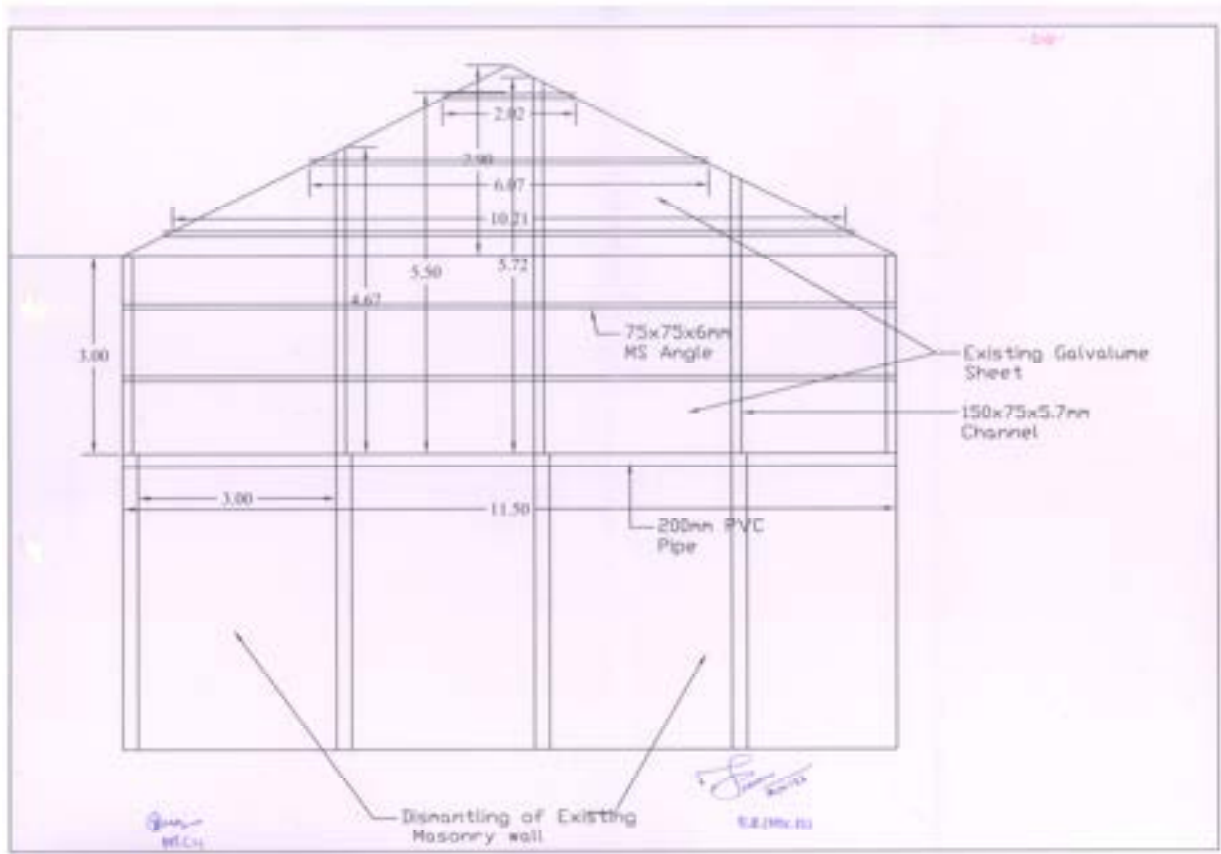 2.02
2.90
6.07
10.21
5.50
5.72
4.67
3.00
75x75x6mm
MS Angle
Existing Galvalume
Sheet
150x75x5.7mm
Channel
3.00
11.50
200mm PVC
Pipe
Dismantling of Existing
Masonry wall